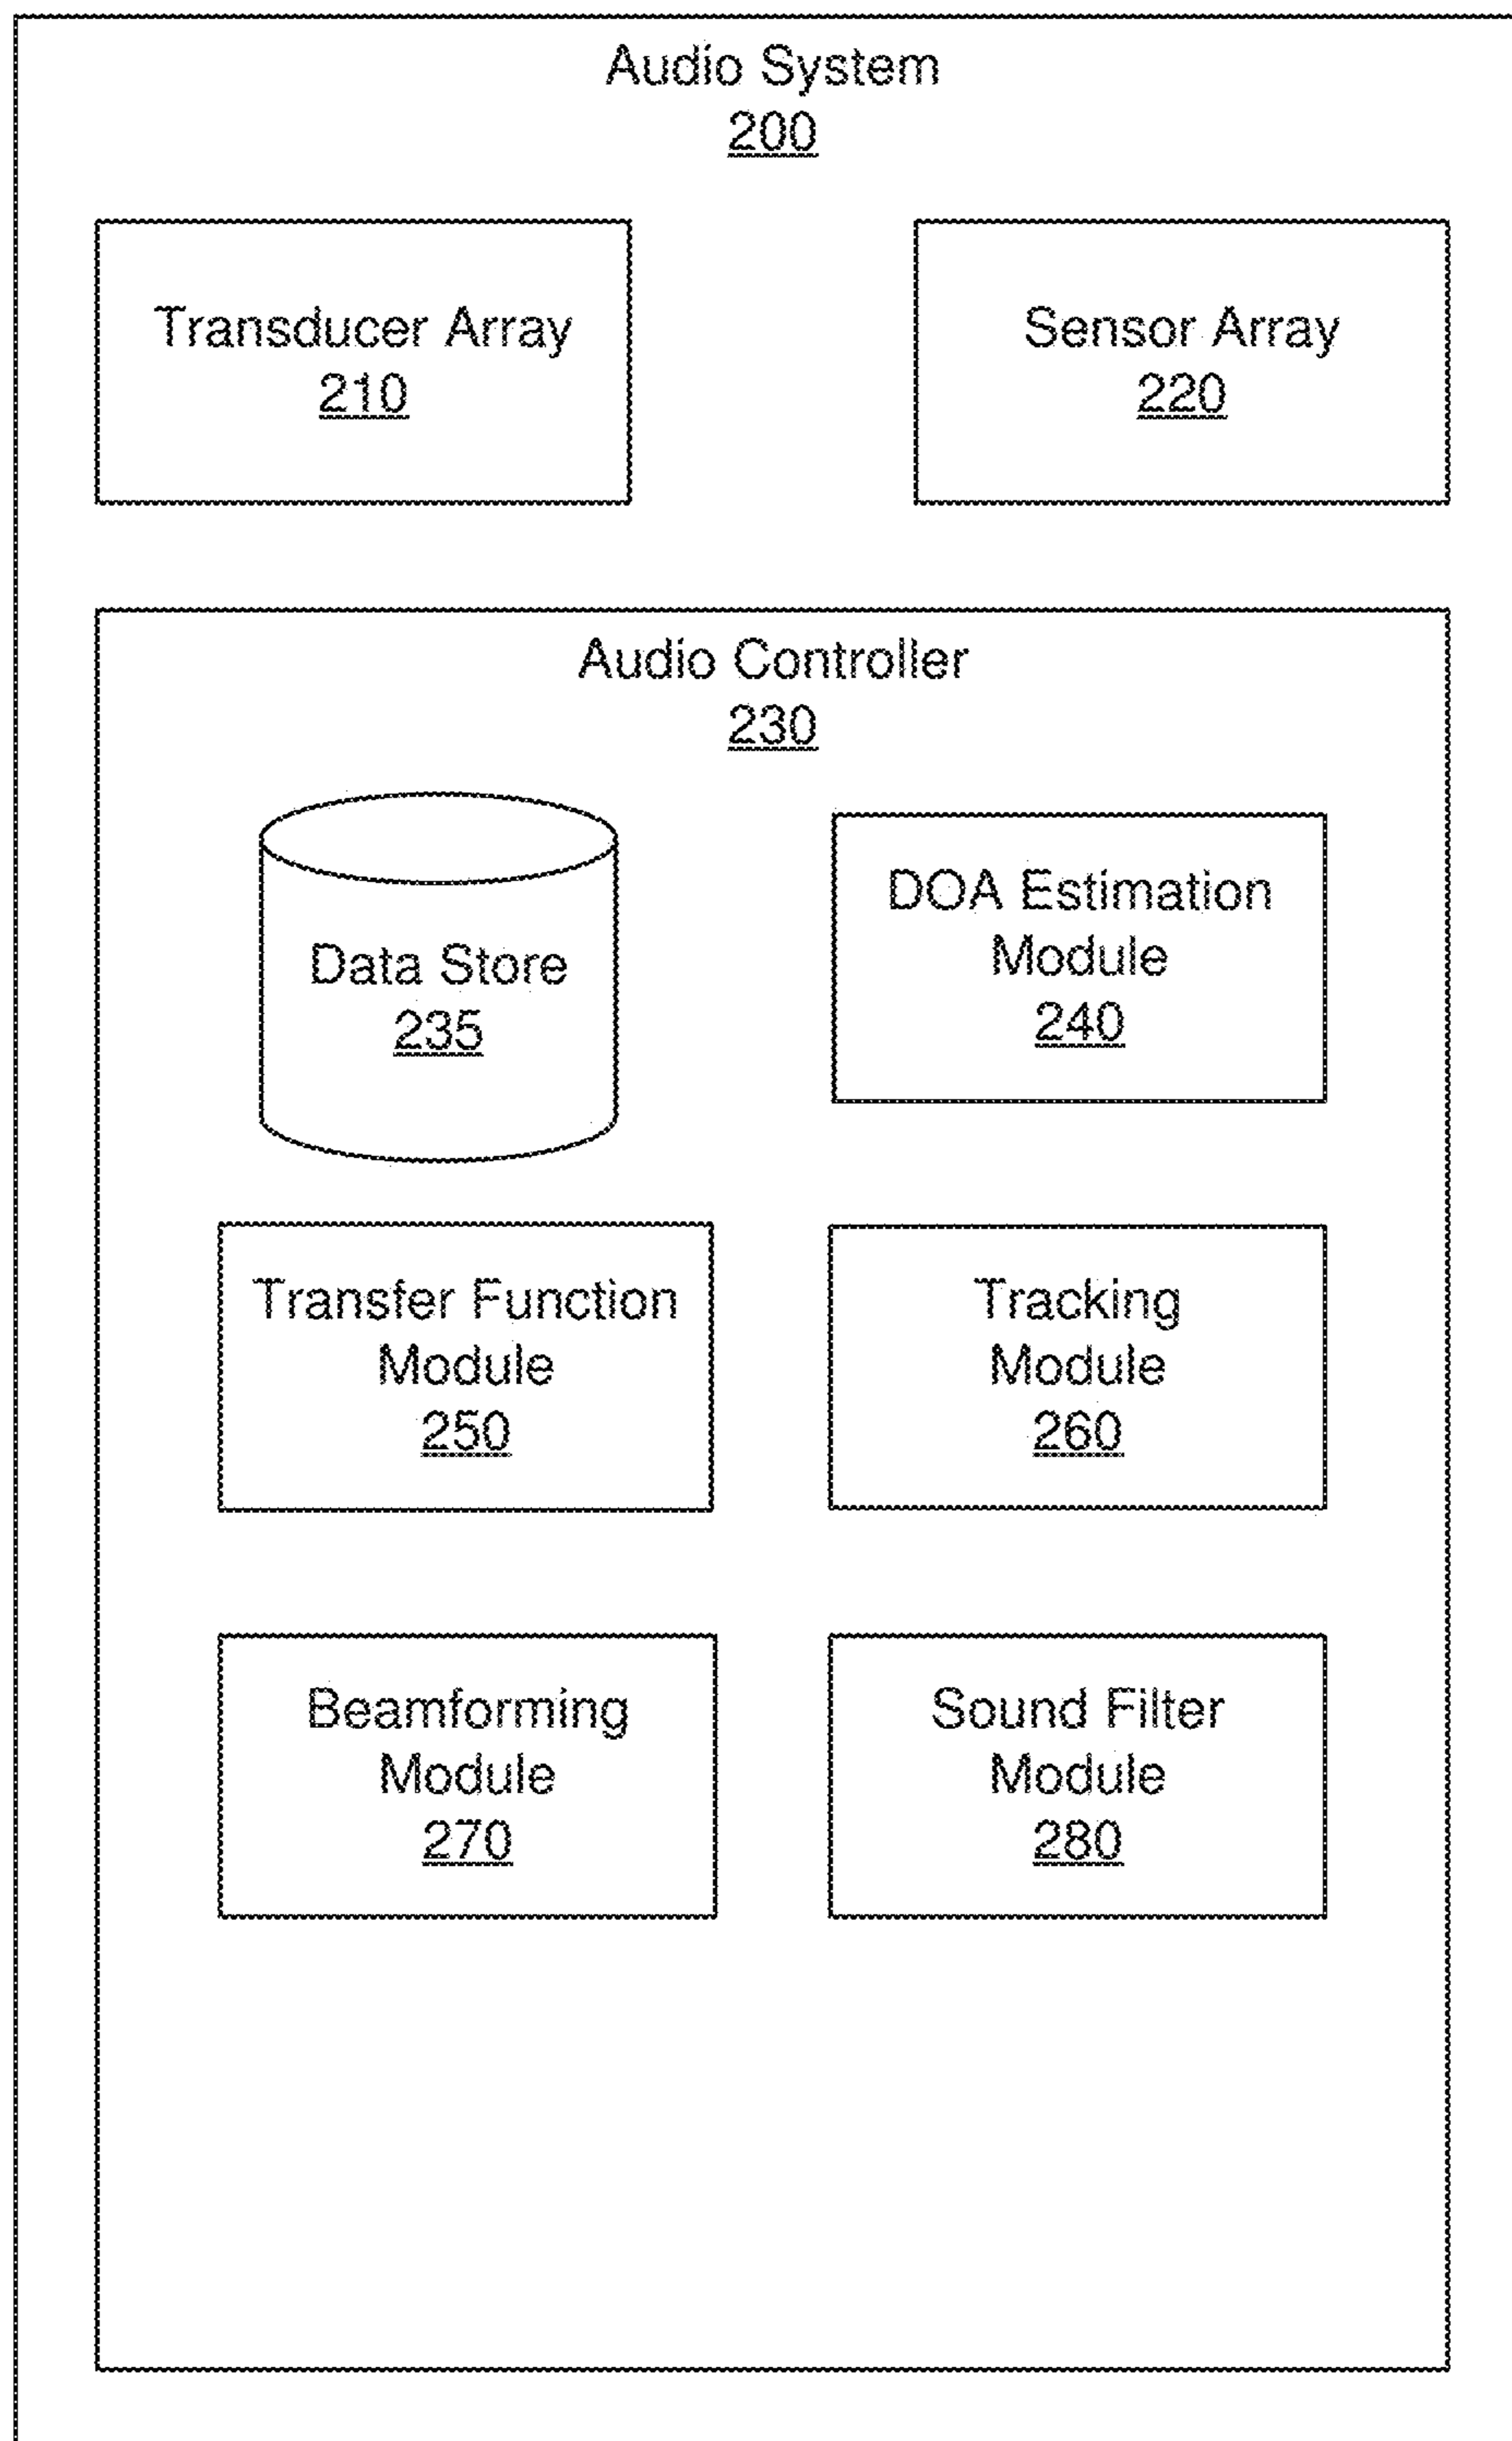 Audio System
200
Transducer Array
210
Sensor Array
220
Audio Controller
230
Data Store
235
DOA Estimation
Module
240
Transfer Function
Module
250
Tracking
Module
260
Beamforming
Module
270
Sound Filter
Module
280